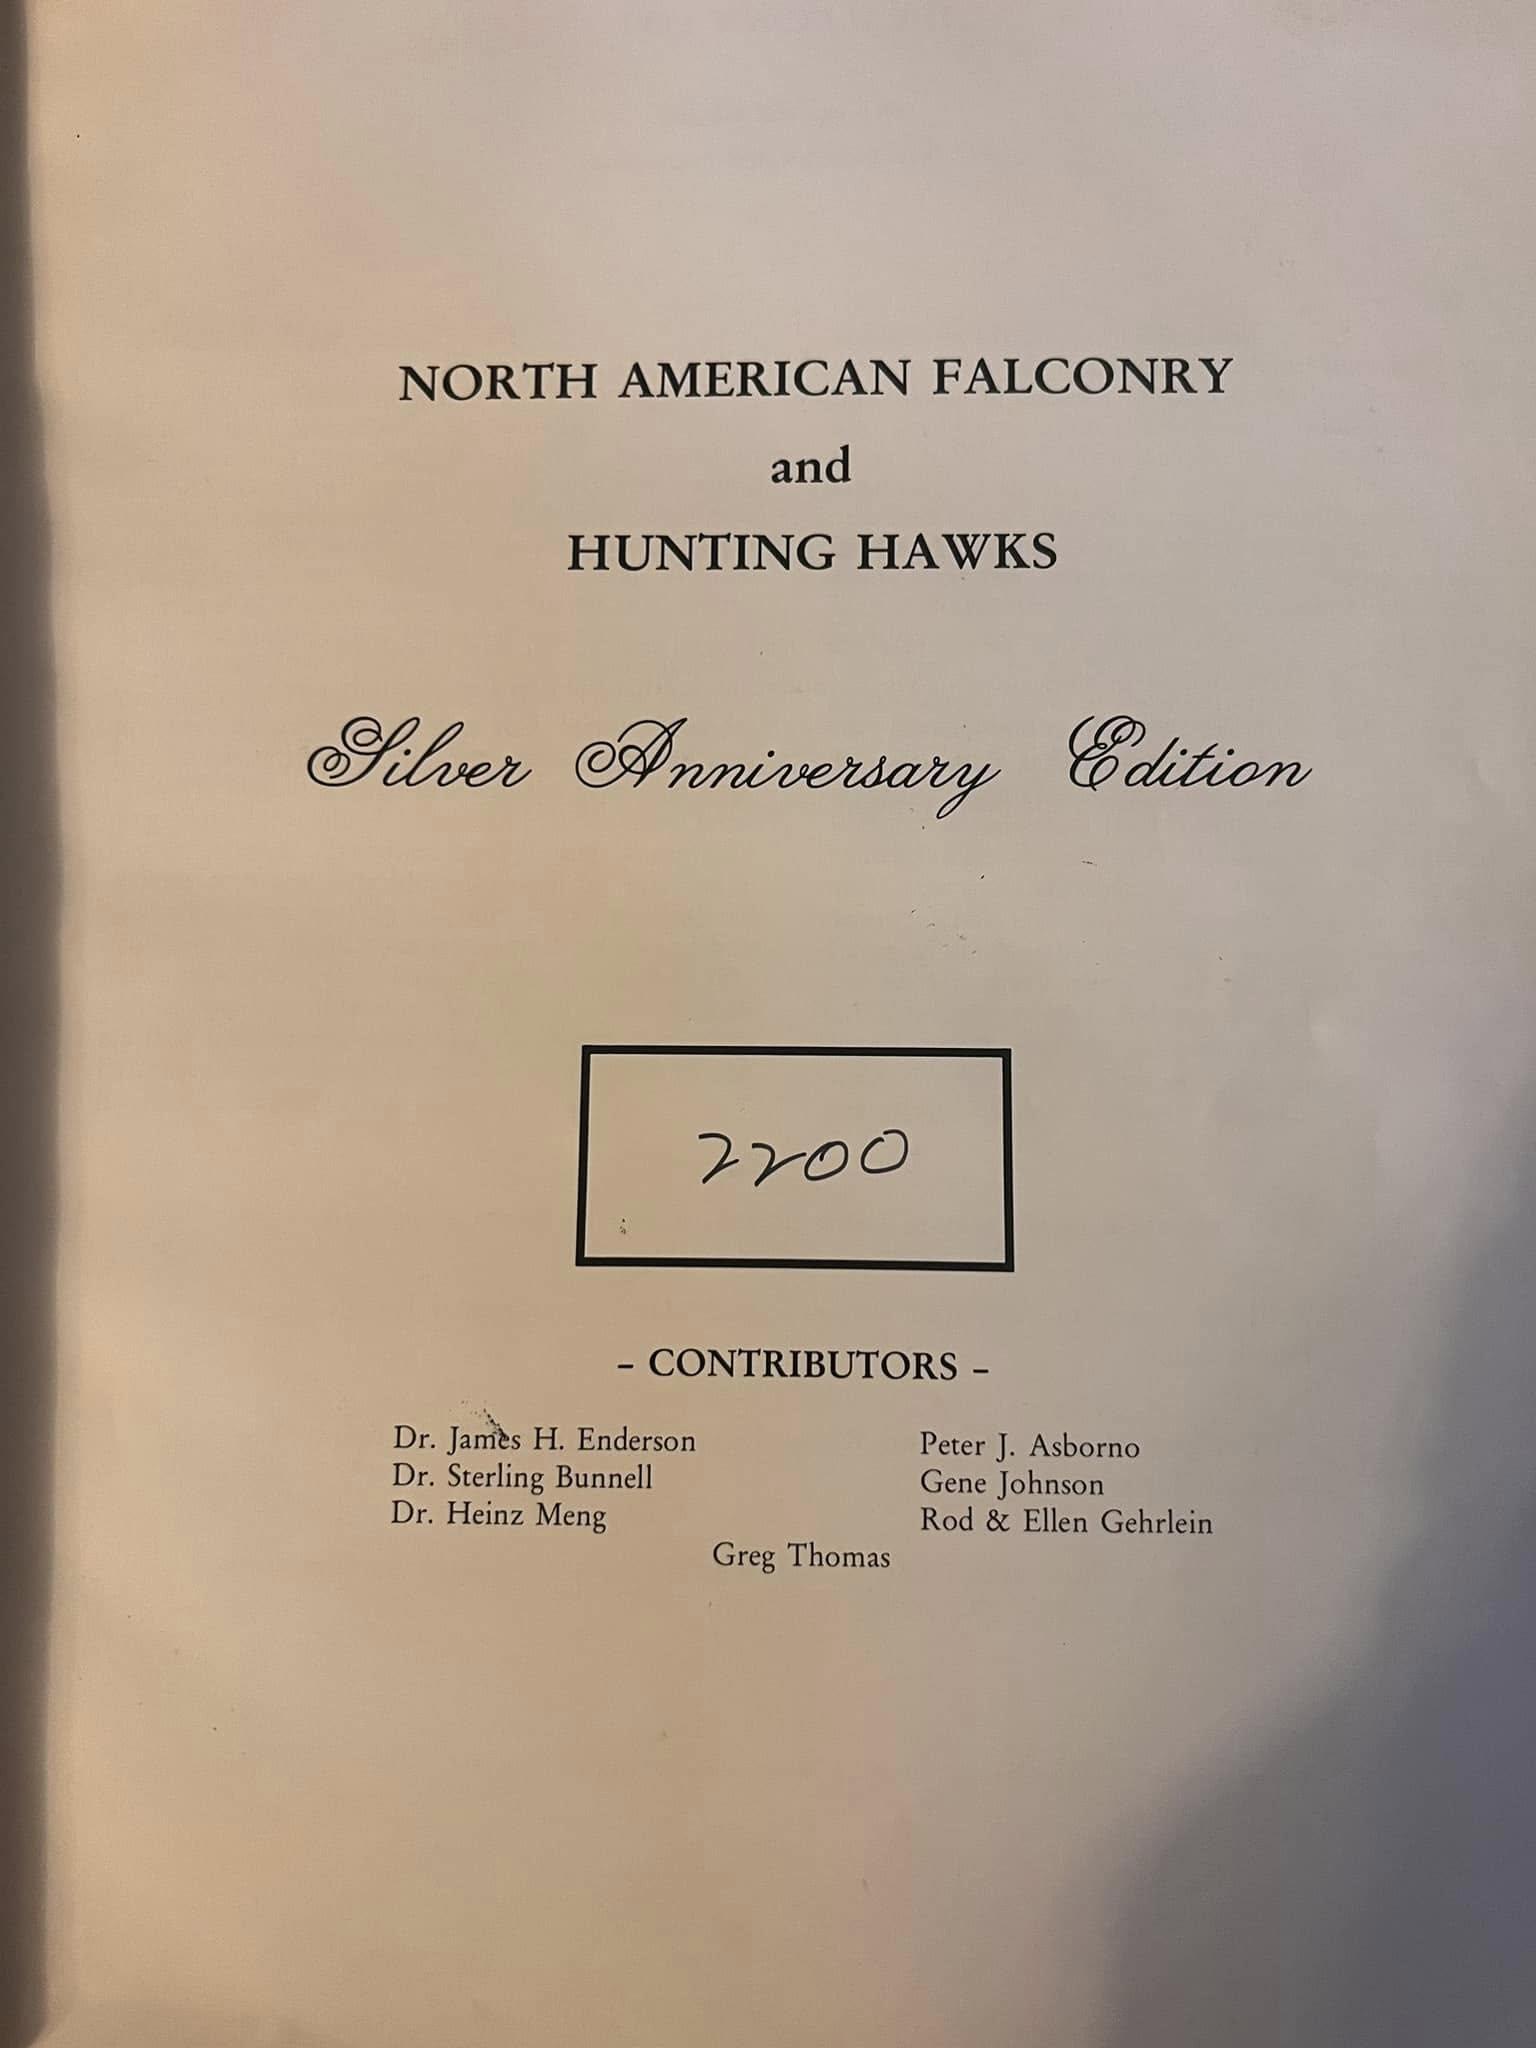 NORTH AMERICAN FALCONRY
and
HUNTING HAWKS
Silver Anniversary Edition
2200
- CONTRIBUTORS -
Dr. James H. Enderson
Dr. Sterling Bunnell
Dr. Heinz Meng
Peter J. Asborno
Gene Johnson
Rod & Ellen Gehrlein
Greg Thomas